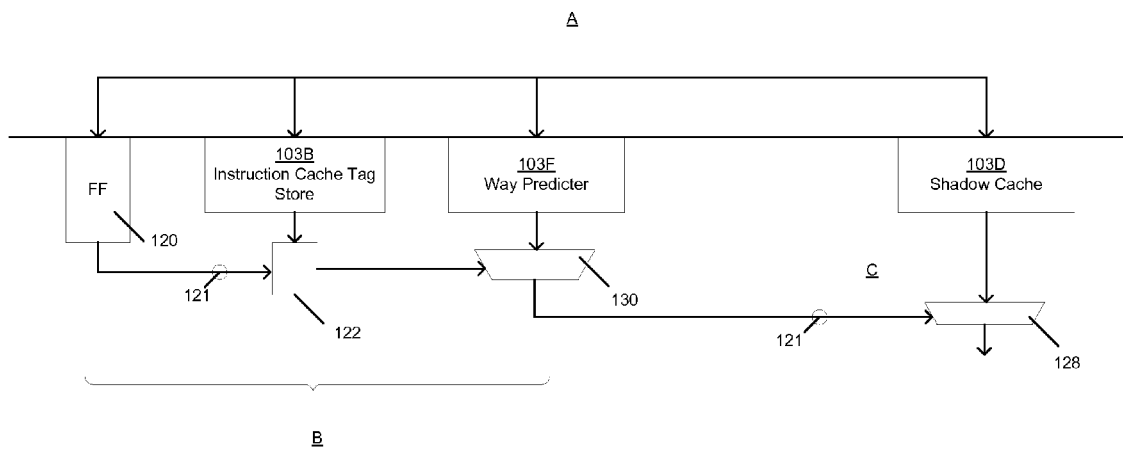 A
103B
Instruction Cache Tag
Store
103F
Way Predicter
103D
Shadow Cache
FF
120
121
122
130
C
121
128
B